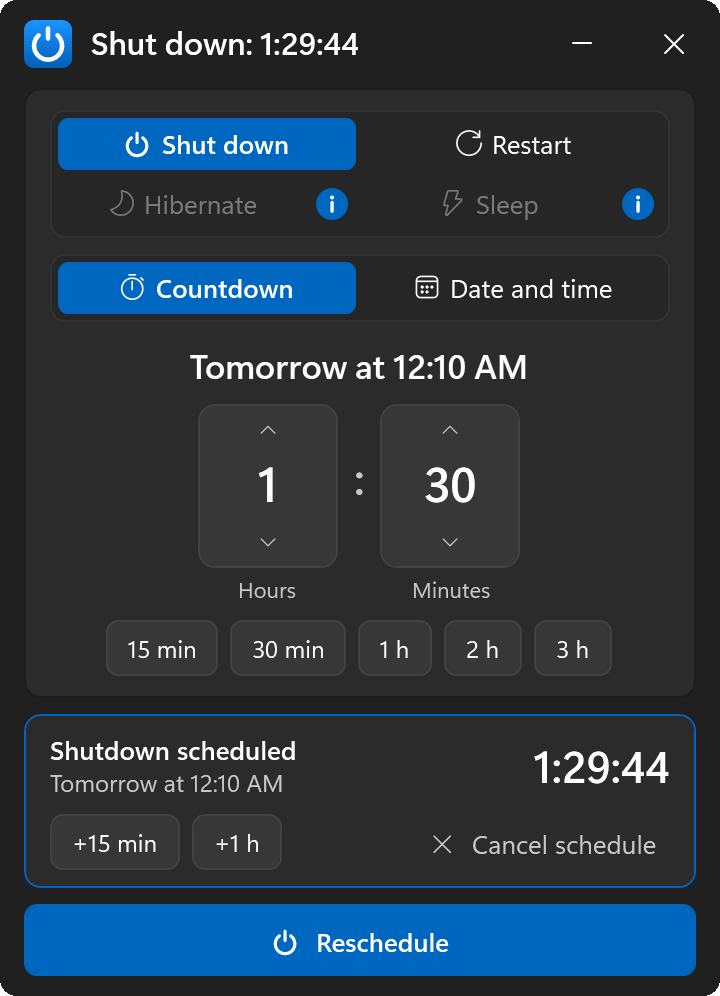 Shut down: 1:29:44
Shut down
Restart
Hibernate
Sleep
Countdown
Date and time
Tomorrow at 12:10 AM
1 : 30
Hours
Minutes
15 min
30 min
1 h
2 h
3 h
Shutdown scheduled
Tomorrow at 12:10 AM
1:29:44
+15 min
+1 h
Cancel schedule
Reschedule